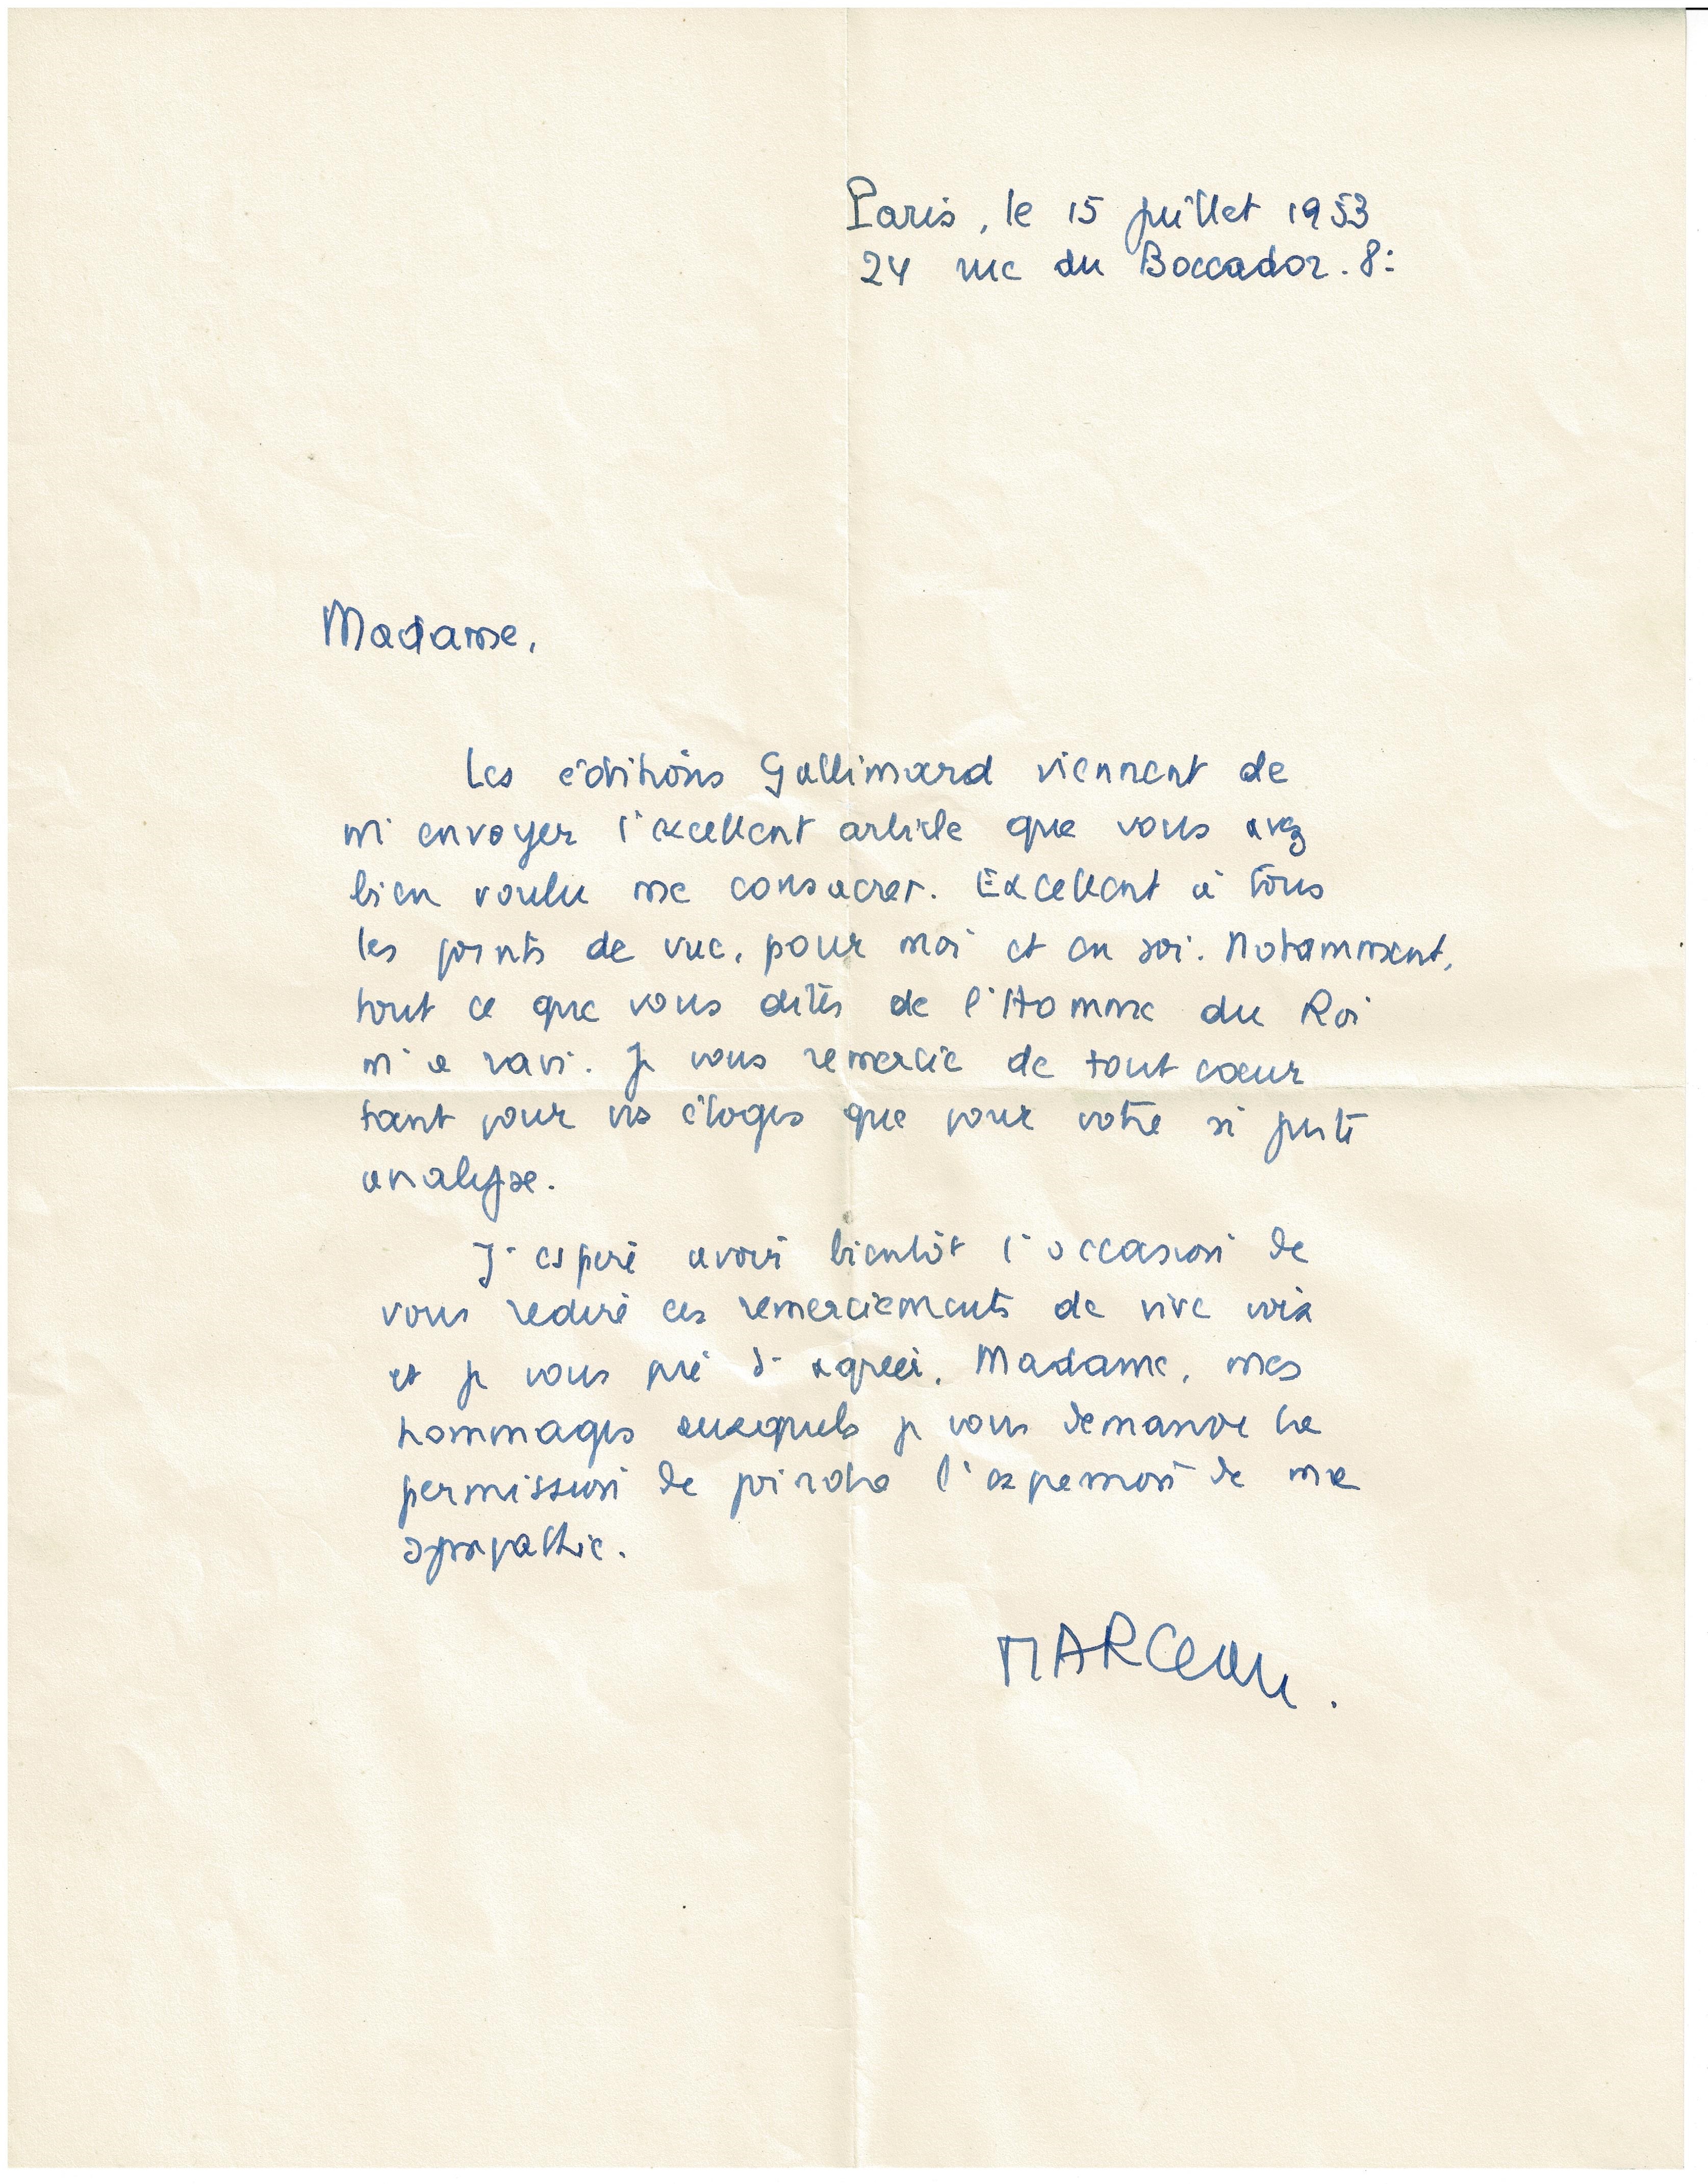 Paris, le 15 juillet 1953
24 rue du Boccador. 8:
Madame,
Les éditions Gallimard viennent de
m'envoyer l'excellent article que vous avez
bien voulu me consacrer. Excellent à tous
les points de vue, pour moi et en soi. Notamment,
tout ce que vous dites de l'Homme du Roi
m'a ravi. Je vous remercie de tout coeur
tant pour vos éloges que pour votre si juste
analyse.
J'espère avoir bientôt l'occasion de
vous redire ces remerciements de vive voix
et je vous prie d'agréer, Madame, mes
hommages auxquels je vous demande la
permission de joindre l'expression de ma
sympathie.
MARCeau.